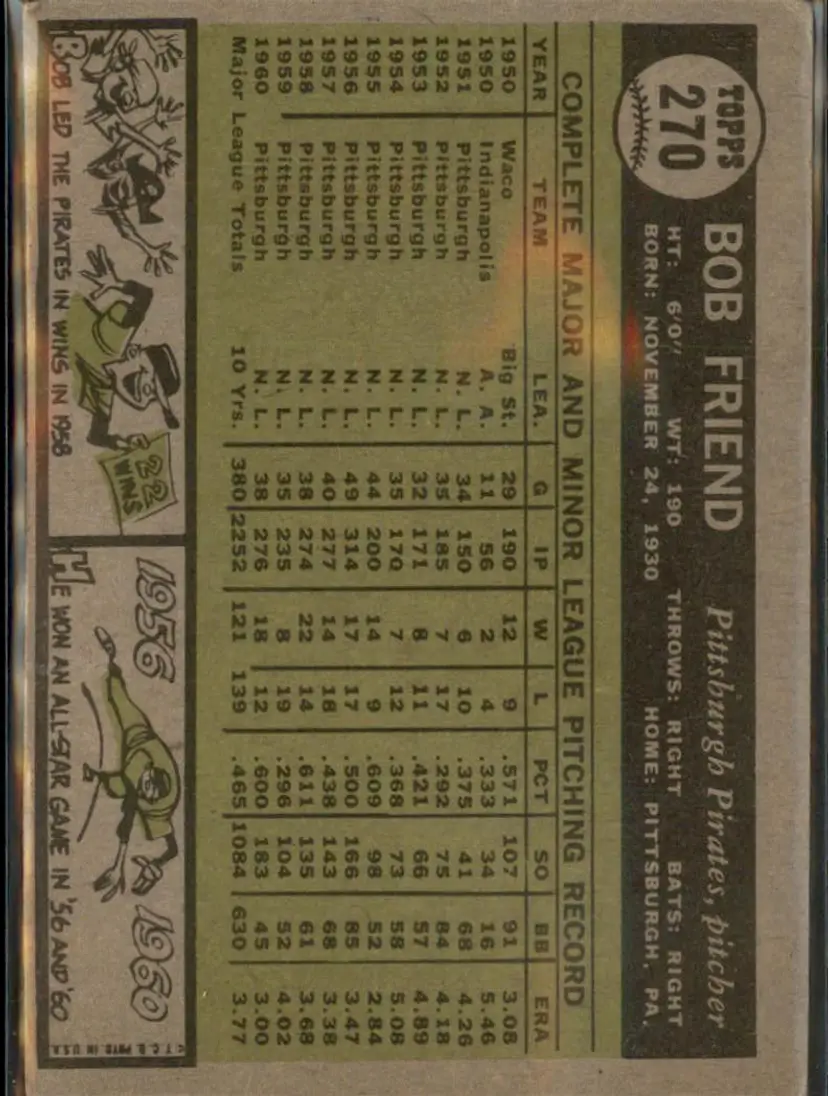 TOPPS
270
BOB FRIEND Pittsburgh Pirates, pitcher
HT: 6'0" WT: 190 THROWS: RIGHT BATS: RIGHT
BORN: NOVEMBER 24, 1930 HOME: PITTSBURGH, PA.
COMPLETE MAJOR AND MINOR LEAGUE PITCHING RECORD
YEAR TEAM LEA. G IP W L PCT SO BB ERA
1950 Waco Big St. 29 190 12 9 .571 107 91 3.08
1950 Indianapolis A. A. 11 56 2 4 .333 34 16 5.46
1951 Pittsburgh N. L. 34 150 6 10 .375 41 68 4.26
1952 Pittsburgh N. L. 35 185 7 17 .292 75 84 4.18
1953 Pittsburgh N. L. 32 171 8 11 .421 66 57 4.89
1954 Pittsburgh N. L. 35 170 7 12 .368 73 58 5.08
1955 Pittsburgh N. L. 44 200 14 9 .609 98 52 2.84
1956 Pittsburgh N. L. 49 314 17 17 .500 166 85 3.47
1957 Pittsburgh N. L. 40 277 14 18 .438 143 68 3.38
1958 Pittsburgh N. L. 38 274 22 14 .611 135 61 3.68
1959 Pittsburgh N. L. 35 235 8 19 .296 104 52 4.02
1960 Pittsburgh N. L. 38 276 18 12 .600 183 45 3.00
Major League Totals 10 Yrs. 380 2252 121 139 .465 1084 630 3.77
22 WINS
BOB LED THE PIRATES IN WINS IN 1958
1956 1960
HE WON AN ALL-STAR GAME IN '56 AND '60
© T. C. G. PRTD. IN U.S.A.